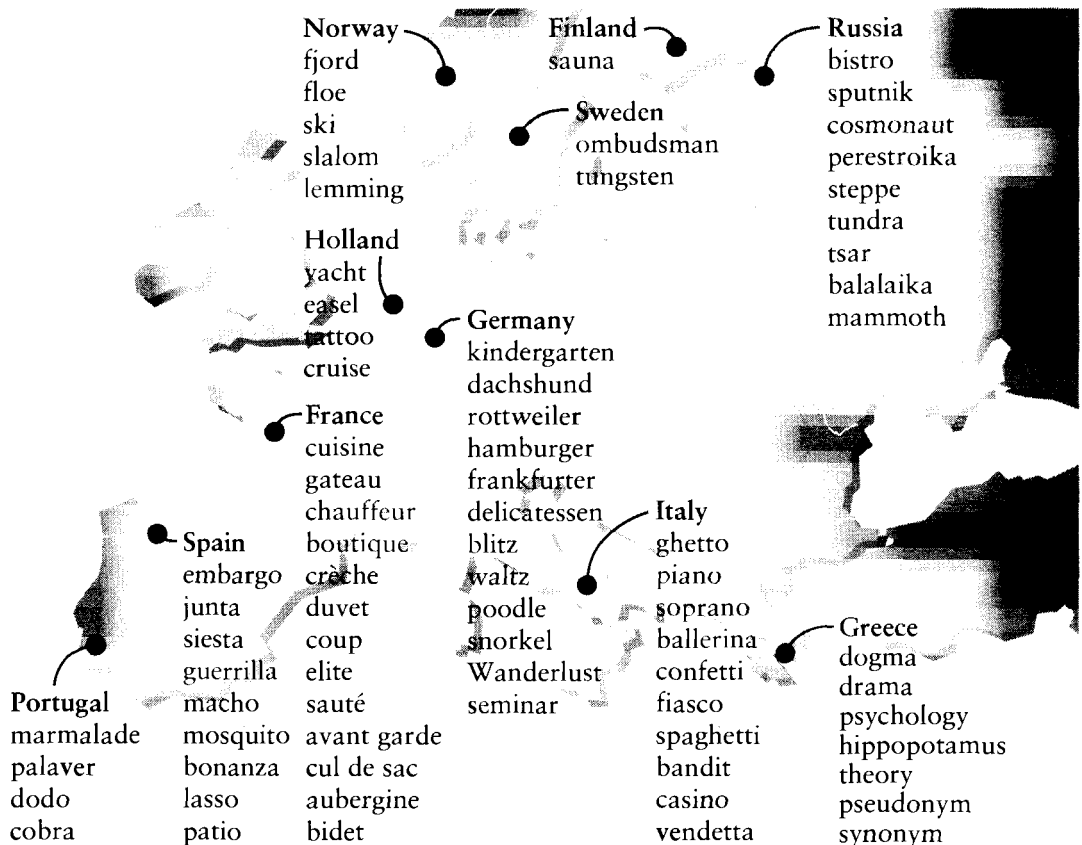 Norway
fjord
floe
ski
slalom
lemming
Finland
sauna
Sweden
ombudsman
tungsten
Russia
bistro
sputnik
cosmonaut
perestroika
steppe
tundra
tsar
balalaika
mammoth
Holland
yacht
easel
tattoo
cruise
Germany
kindergarten
dachshund
rottweiler
hamburger
frankfurter
delicatessen
blitz
waltz
poodle
snorkel
Wanderlust
seminar
France
cuisine
gateau
chauffeur
boutique
crèche
duvet
coup
elite
sauté
avant garde
cul de sac
aubergine
bidet
Spain
embargo
junta
siesta
guerrilla
macho
mosquito
bonanza
lasso
patio
Portugal
marmalade
palaver
dodo
cobra
Italy
ghetto
piano
soprano
ballerina
confetti
fiasco
spaghetti
bandit
casino
vendetta
Greece
dogma
drama
psychology
hippopotamus
theory
pseudonym
synonym